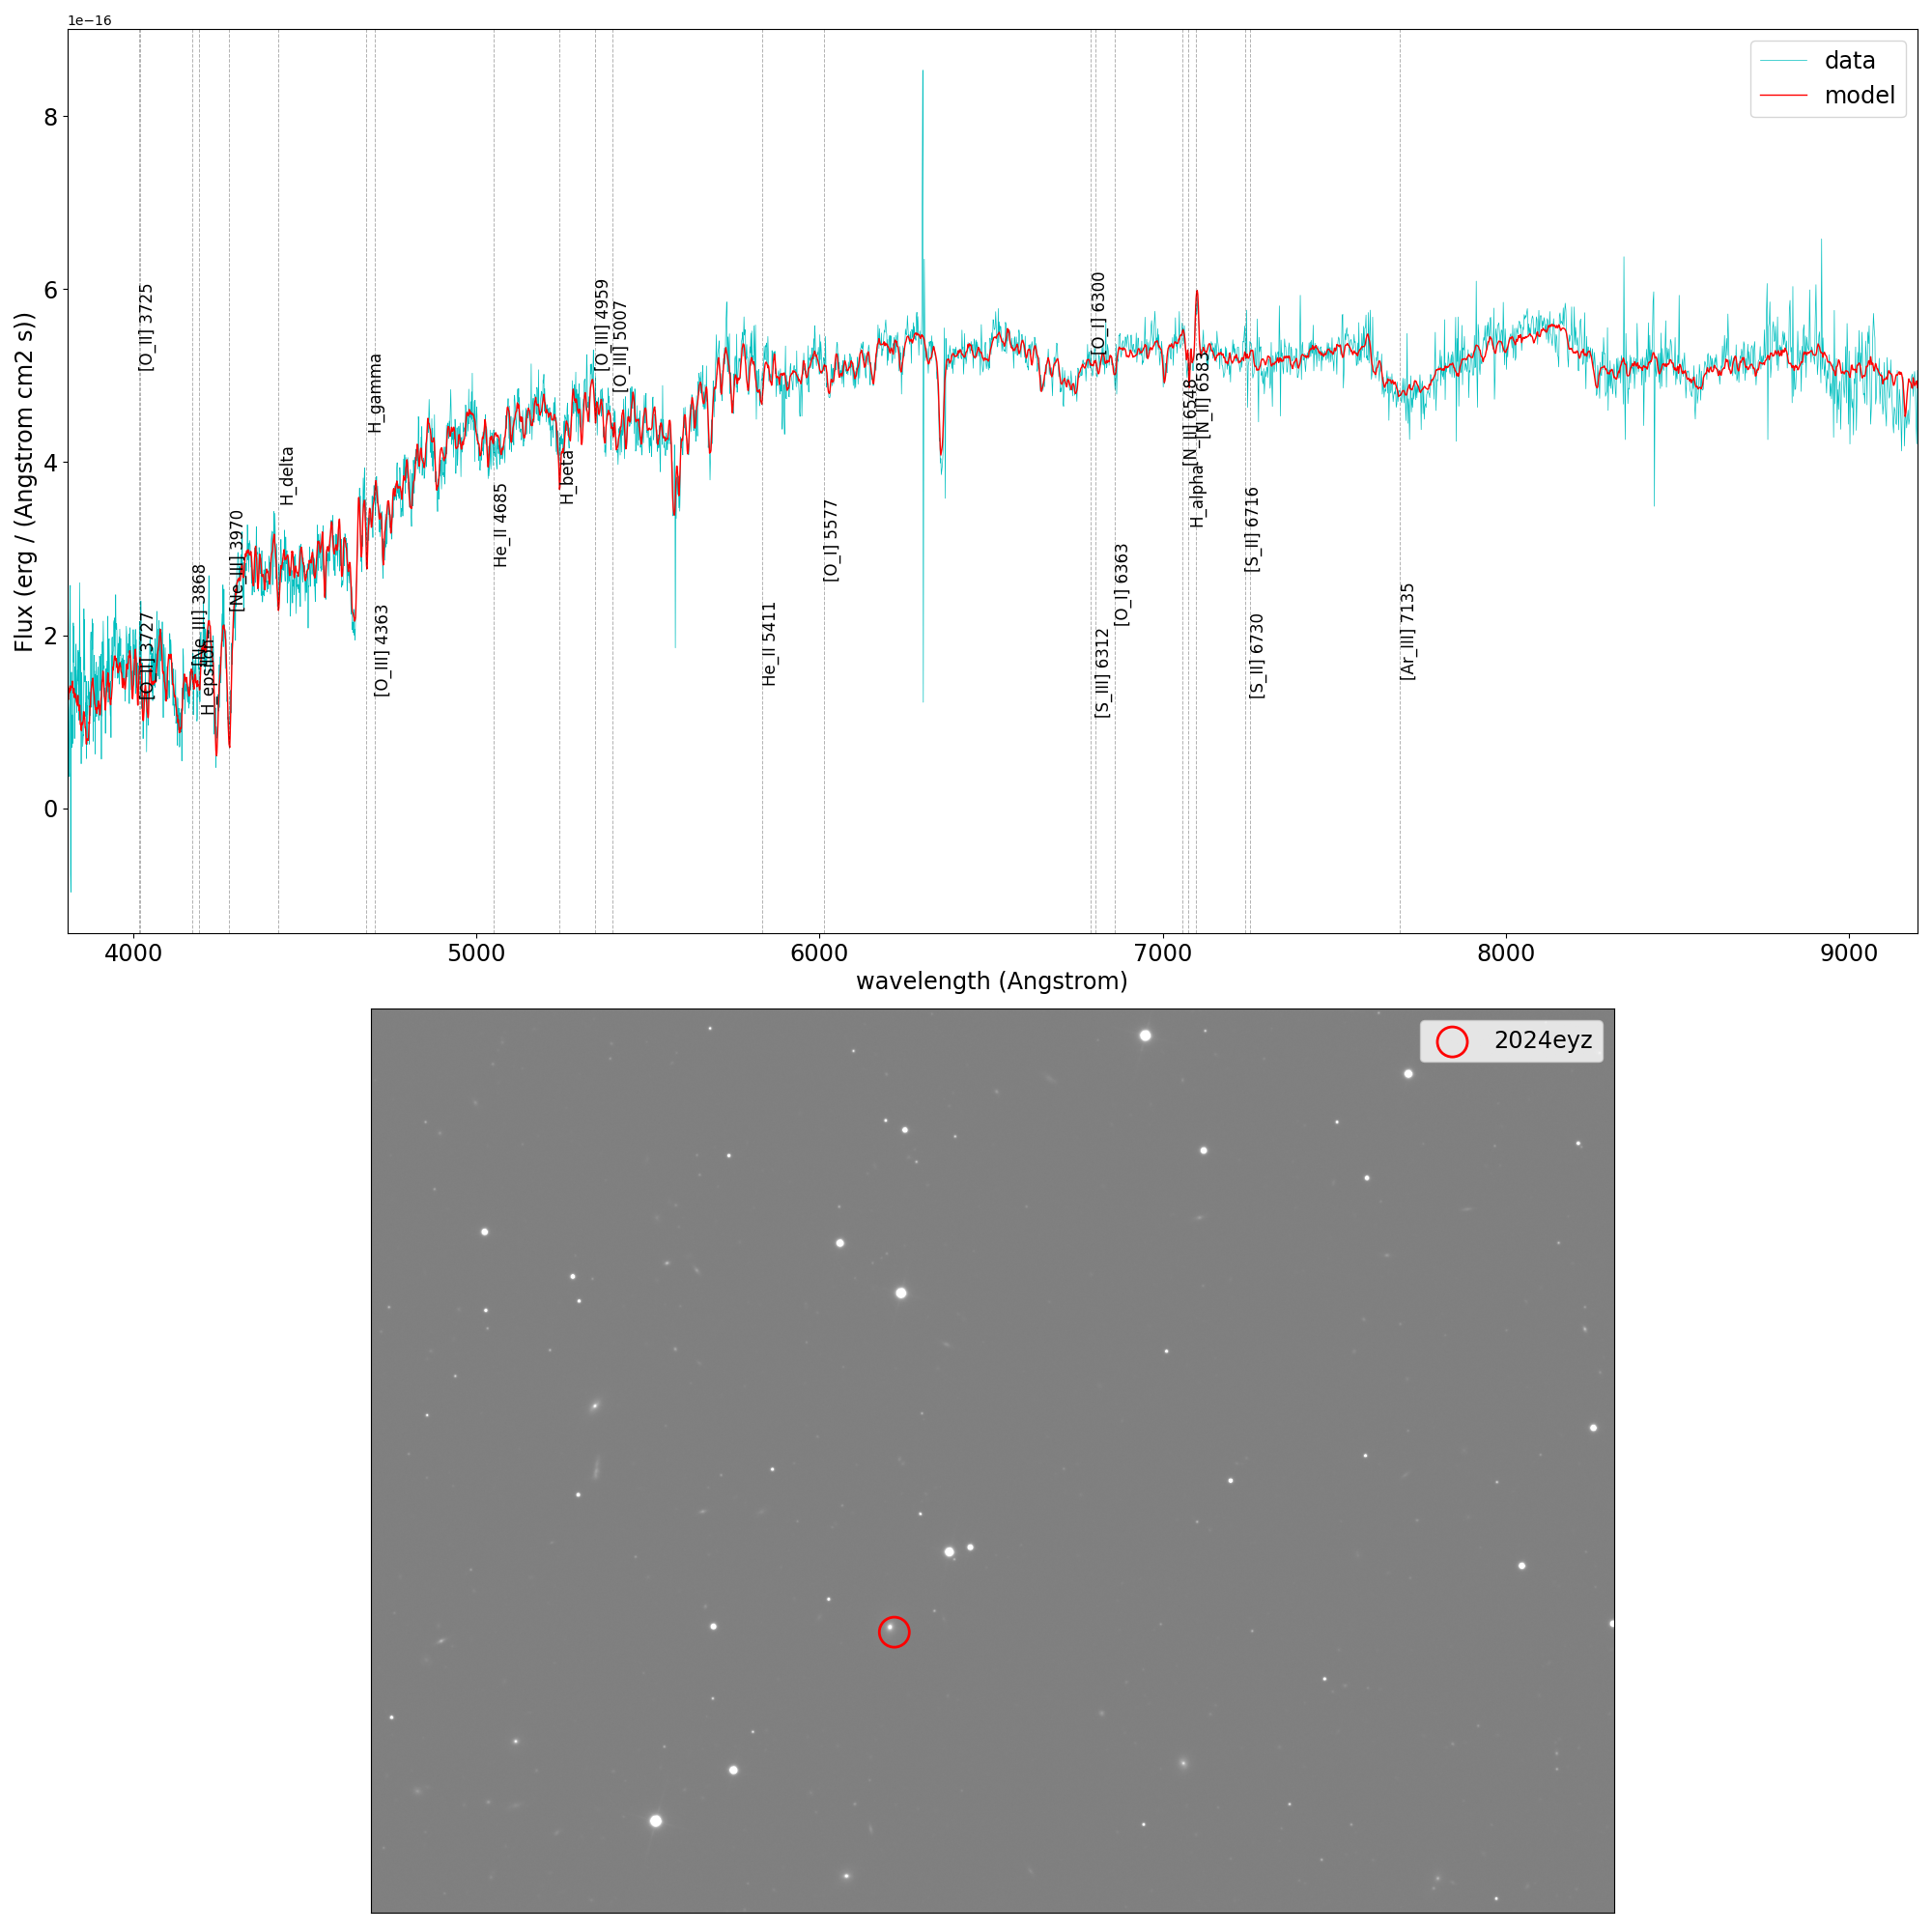 1e−16
data
model
8
6
4
2
0
Flux (erg / (Angstrom cm2 s))
[O_II] 3725
[O_II] 3727
[Ne_III] 3868
H_epsilon
[Ne_III] 3970
H_delta
H_gamma
[O_III] 4363
He_II 4685
H_beta
[O_III] 4959
[O_III] 5007
He_II 5411
[O_I] 5577
[O_I] 6300
[S_III] 6312
[O_I] 6363
[N_II] 6548
H_alpha
[N_II] 6583
[S_II] 6716
[S_II] 6730
[Ar_III] 7135
4000 5000 6000 7000 8000 9000
wavelength (Angstrom)
2024eyz